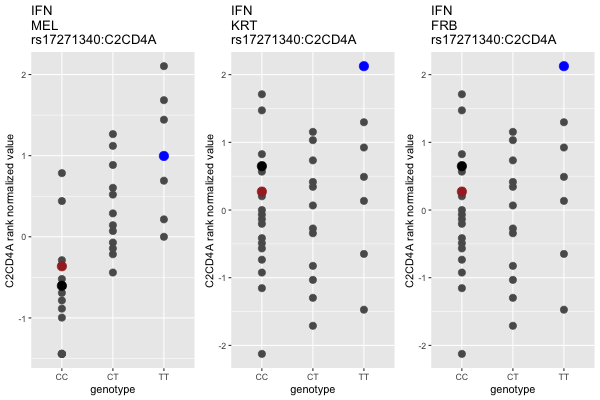 IFN
MEL
rs17271340:C2CD4A
IFN
KRT
rs17271340:C2CD4A
IFN
FRB
rs17271340:C2CD4A
C2CD4A rank normalized value
2
1
0
-1
CC CT TT
genotype
C2CD4A rank normalized value
2
1
0
-1
-2
CC CT TT
genotype
C2CD4A rank normalized value
2
1
0
-1
-2
CC CT TT
genotype